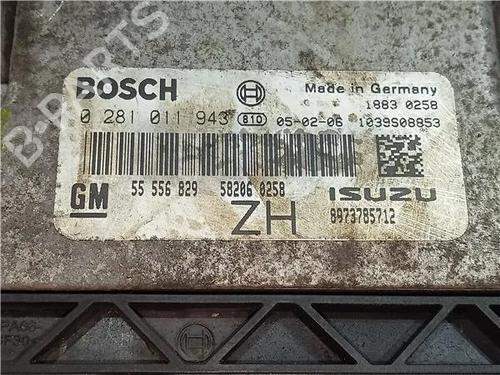 BOSCH Made in Germany
1883 0258
0 281 011 943 810 05-02-06 1039S08853
GM 55 556 829 58206 0258 ISUZU
ZH 8973785712
B-PARTS